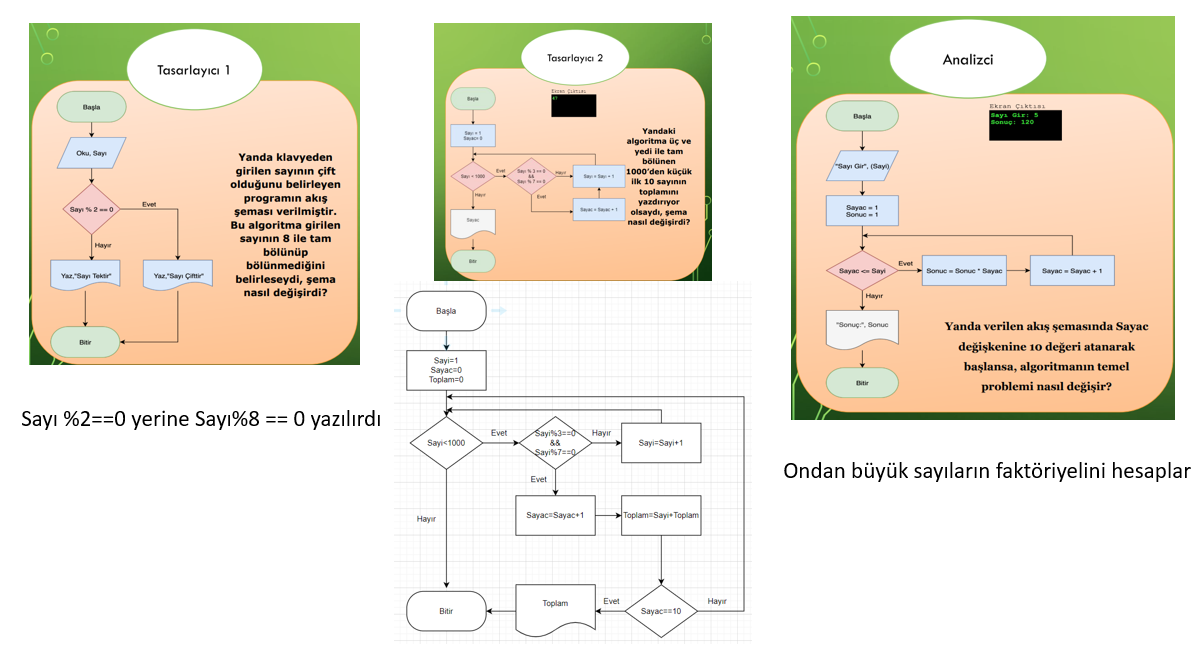 Tasarlayıcı 1
Başla
Oku, Sayı
Sayı % 2 == 0
Evet
Hayır
Yaz,"Sayı Tektir"
Yaz,"Sayı Çifttir"
Bitir
Yanda klavyeden
girilen sayının çift
olduğunu belirleyen
programın akış
şeması verilmiştir.
Bu algoritma girilen
sayının 8 ile tam
bölünüp
bölünmediğini
belirleseydi, şema
nasıl değişirdi?
Sayı %2==0 yerine Sayı%8 == 0 yazılırdı
Tasarlayıcı 2
Ekran Çıktısı
Başla
Sayı = 1
Sayac= 0
Sayı < 1000
Evet
Sayı % 3 == 0
&&
Sayı % 7 == 0
Hayır
Sayı = Sayı + 1
Evet
Sayac = Sayac + 1
Hayır
Sayac
Bitir
Yandaki
algoritma üç ve
yedi ile tam
bölünen
1000'den küçük
ilk 10 sayının
toplamını
yazdırıyor
olsaydı, şema
nasıl değişirdi?
Başla
Sayi=1
Sayac=0
Toplam=0
Sayi<1000
Evet
Sayi%3==0
&&
Sayi%7==0
Hayır
Sayi=Sayi+1
Evet
Sayac=Sayac+1
Toplam=Sayi+Toplam
Hayır
Sayac==10
Evet
Hayır
Toplam
Bitir
Analizci
Ekran Çıktısı
Sayı Gir: 5
Sonuç: 120
Başla
"Sayı Gir", (Sayi)
Sayac = 1
Sonuc = 1
Sayac <= Sayi
Evet
Sonuc = Sonuc * Sayac
Sayac = Sayac + 1
Hayır
"Sonuç:", Sonuc
Bitir
Yanda verilen akış şemasında Sayac
değişkenine 10 değeri atanarak
başlansa, algoritmanın temel
problemi nasıl değişir?
Ondan büyük sayıların faktöriyelini hesaplar